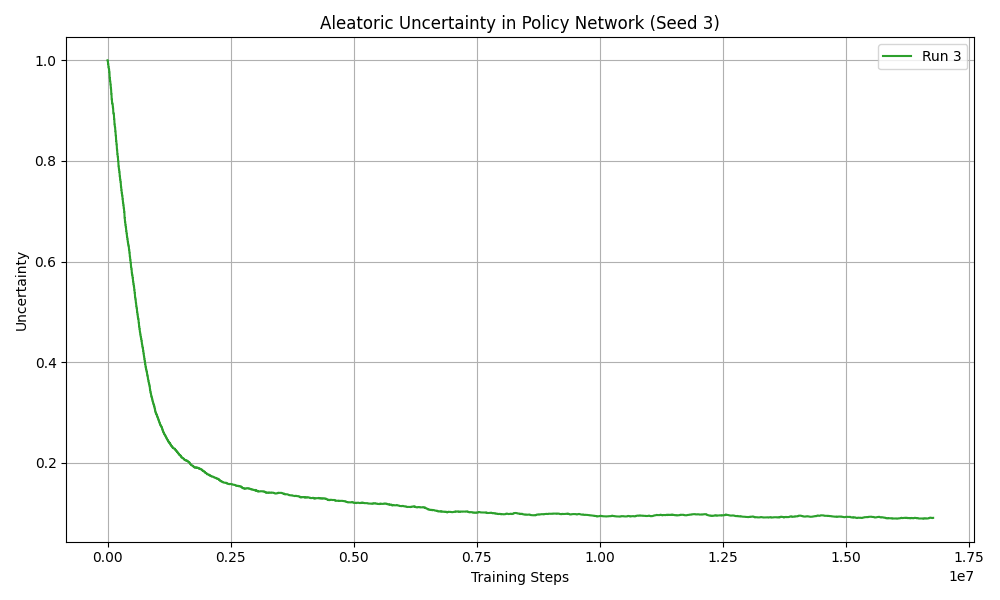 Aleatoric Uncertainty in Policy Network (Seed 3)
Run 3
Uncertainty
1.0
0.8
0.6
0.4
0.2
0.00 0.25 0.50 0.75 1.00 1.25 1.50 1.75
1e7
Training Steps